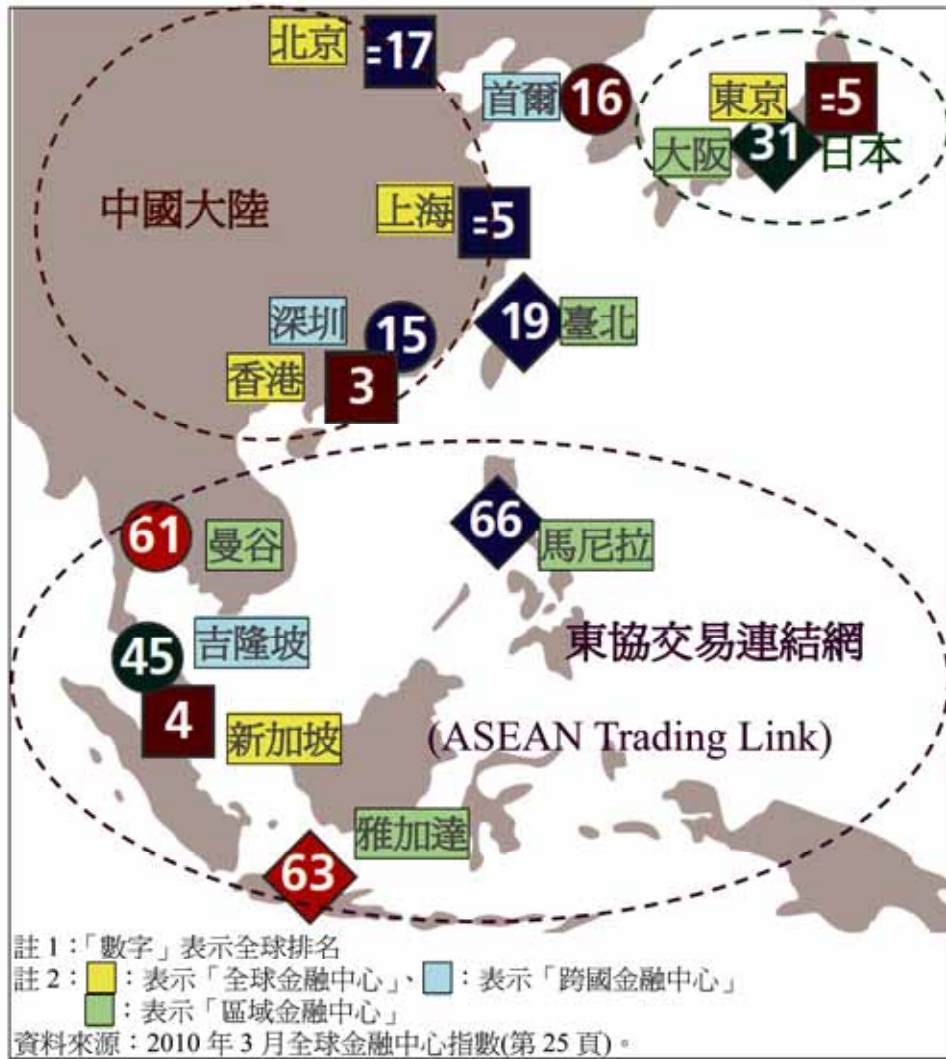 北京 =17
首爾 16
東京 =5
大阪 31 日本
中國大陸
上海 =5
深圳 15
19 臺北
香港 3
61 曼谷
66 馬尼拉
45 吉隆坡
東協交易連結網
4 新加坡
(ASEAN Trading Link)
雅加達
63
註 1:「數字」表示全球排名
註 2: :表示「全球金融中心」、 :表示「跨國金融中心」
:表示「區域金融中心」
資料來源:2010 年 3 月全球金融中心指數(第 25 頁)。